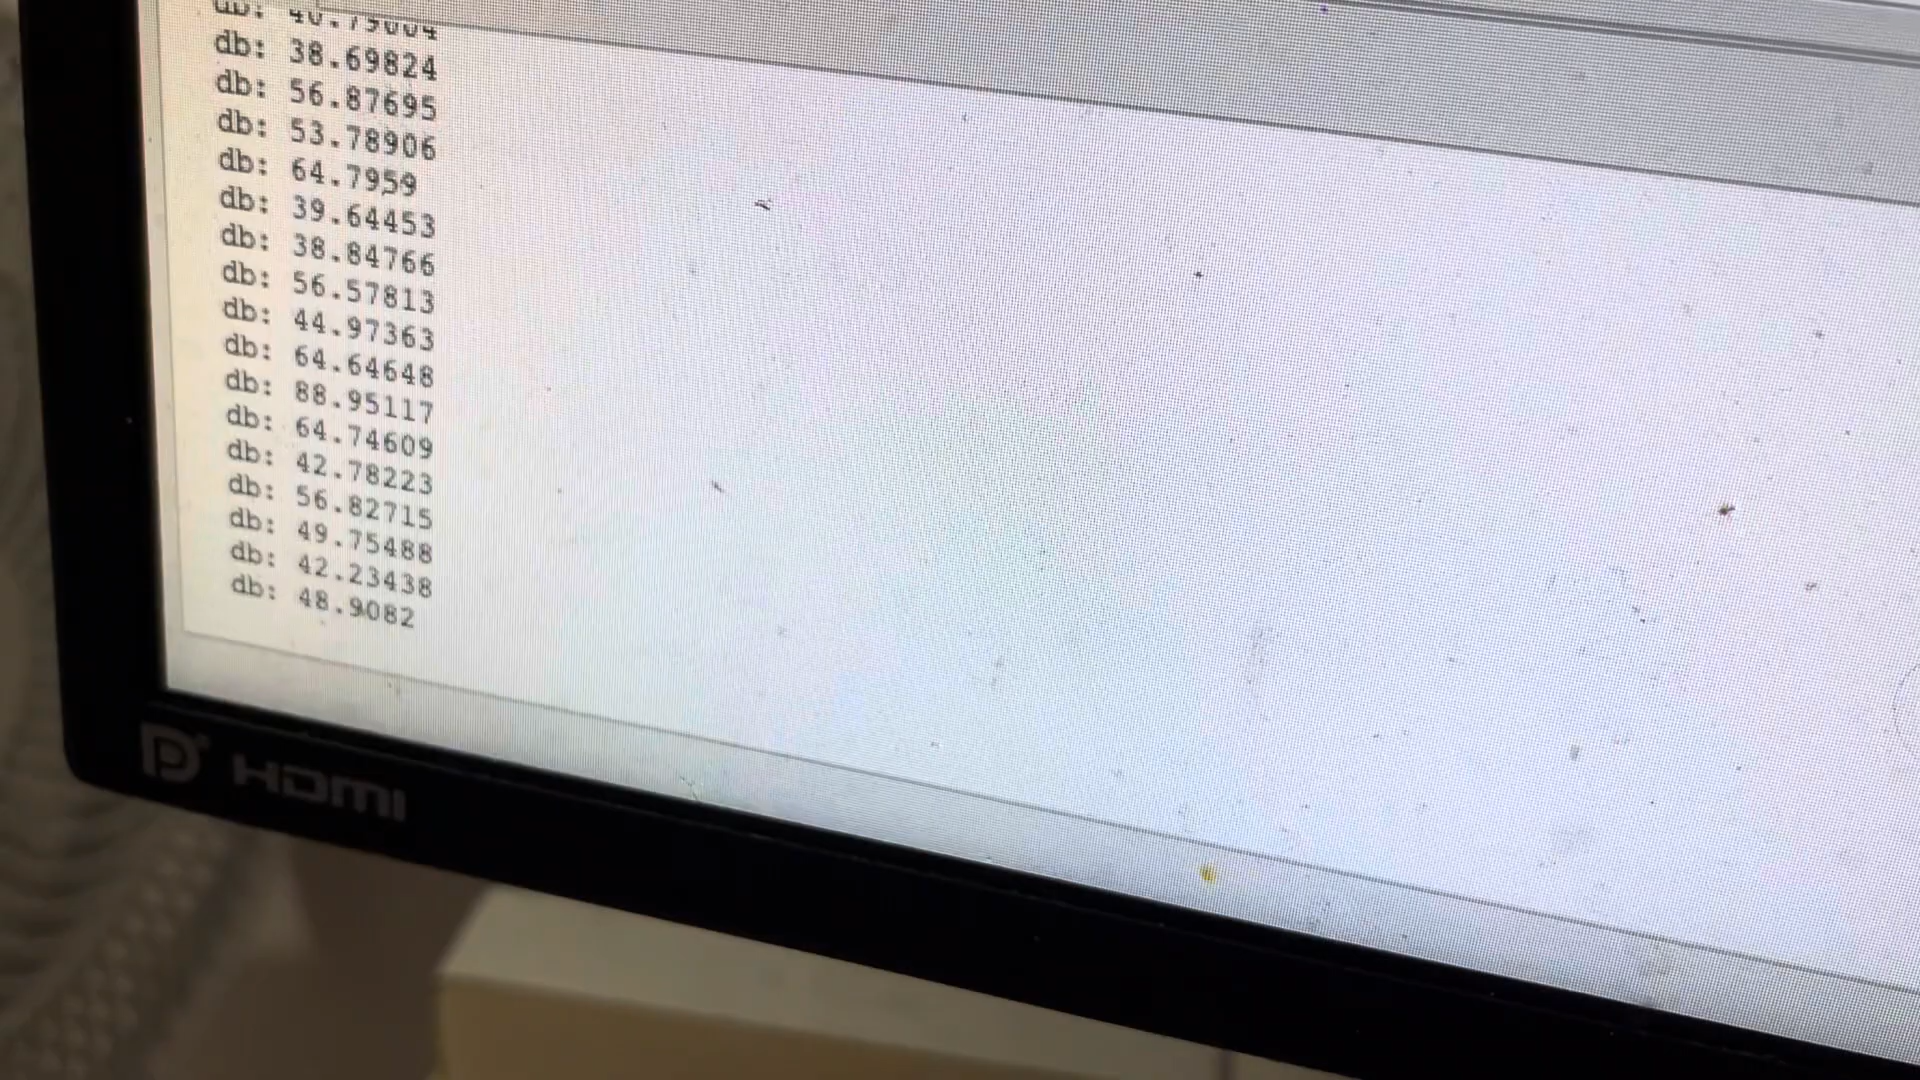 db: 38.69824
db: 56.87695
db: 53.78906
db: 64.7959
db: 39.64453
db: 38.84766
db: 56.57813
db: 44.97363
db: 64.64648
db: 88.95117
db: 64.74609
db: 42.78223
db: 56.82715
db: 49.75488
db: 42.23438
db: 48.9082
HDMI